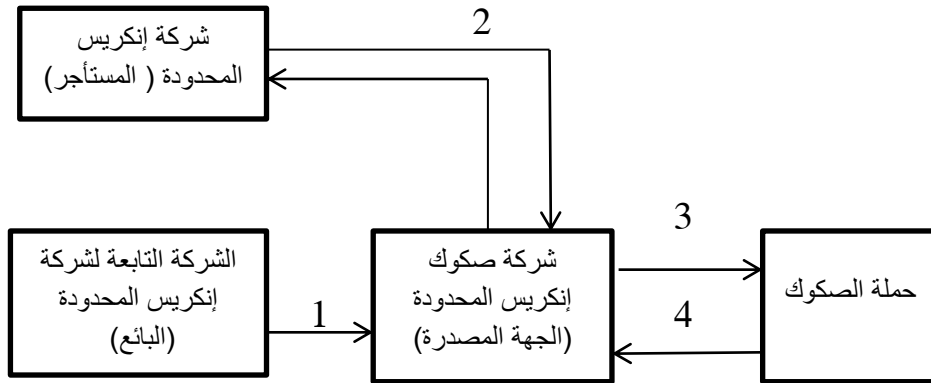 2
شركة إنكريس
المحدودة ( المستأجر)
3
الشركة التابعة لشركة
إنكريس المحدودة
(البائع)
1
شركة صكوك
إنكريس المحدودة
(الجهة المصدرة)
4
حملة الصكوك